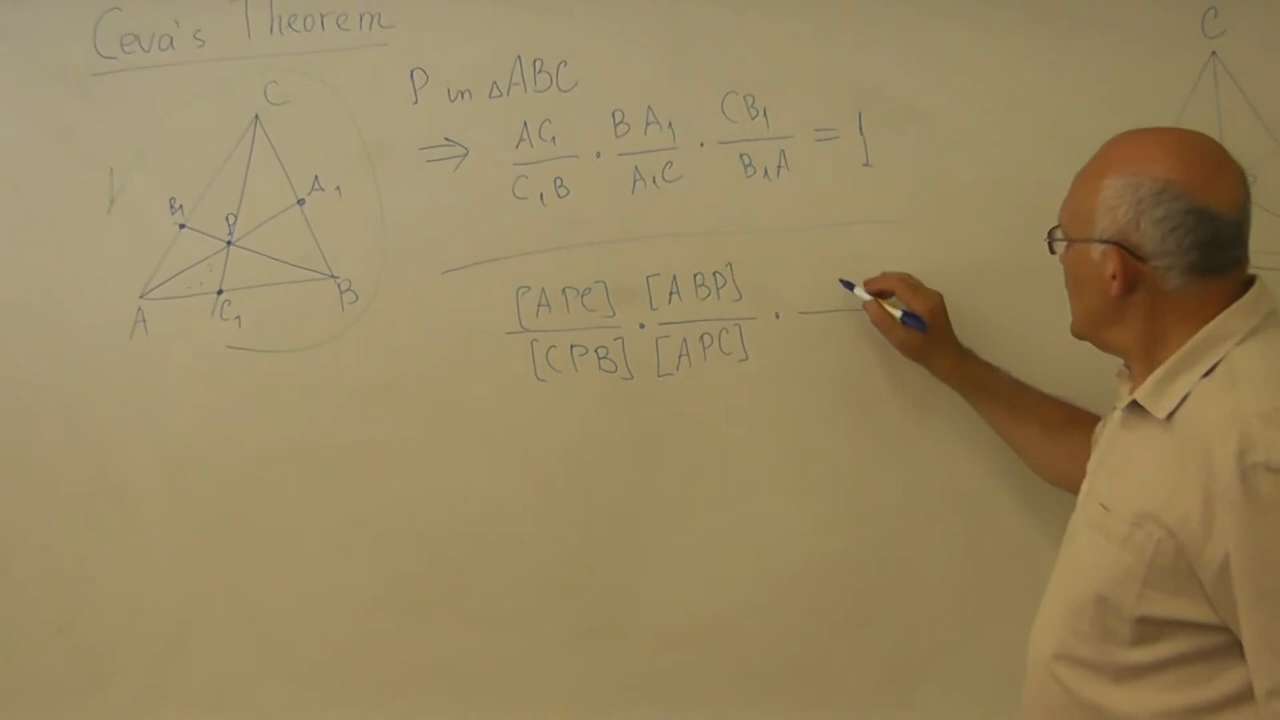 Ceva's Theorem
P in △ABC
⇒ AC₁/C₁B · BA₁/A₁C · CB₁/B₁A = 1
C
A₁
B₁
P
A
C₁
B
[APC]/[CPB] · [ABP]/[APC] ·
C